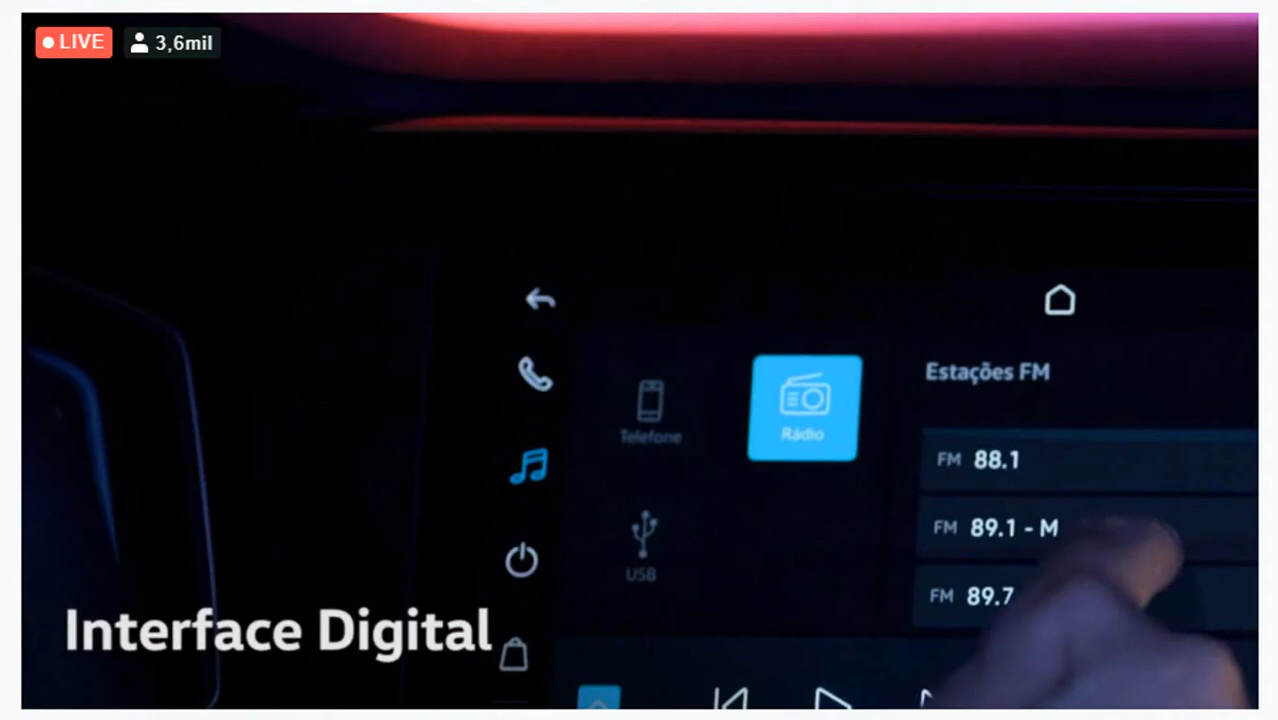 LIVE 3,6mil
Estações FM
Telefone
Rádio
FM 88.1
FM 89.1 - M
USB
FM 89.7
Interface Digital